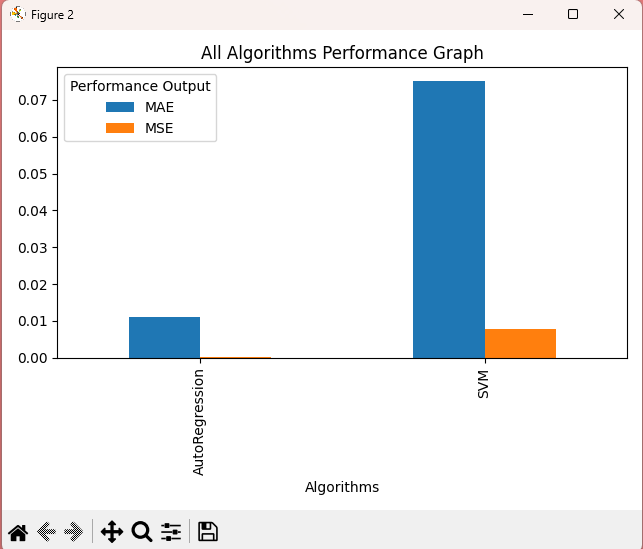 Figure 2
All Algorithms Performance Graph
Performance Output
MAE
MSE
0.07
0.06
0.05
0.04
0.03
0.02
0.01
0.00
AutoRegression
SVM
Algorithms